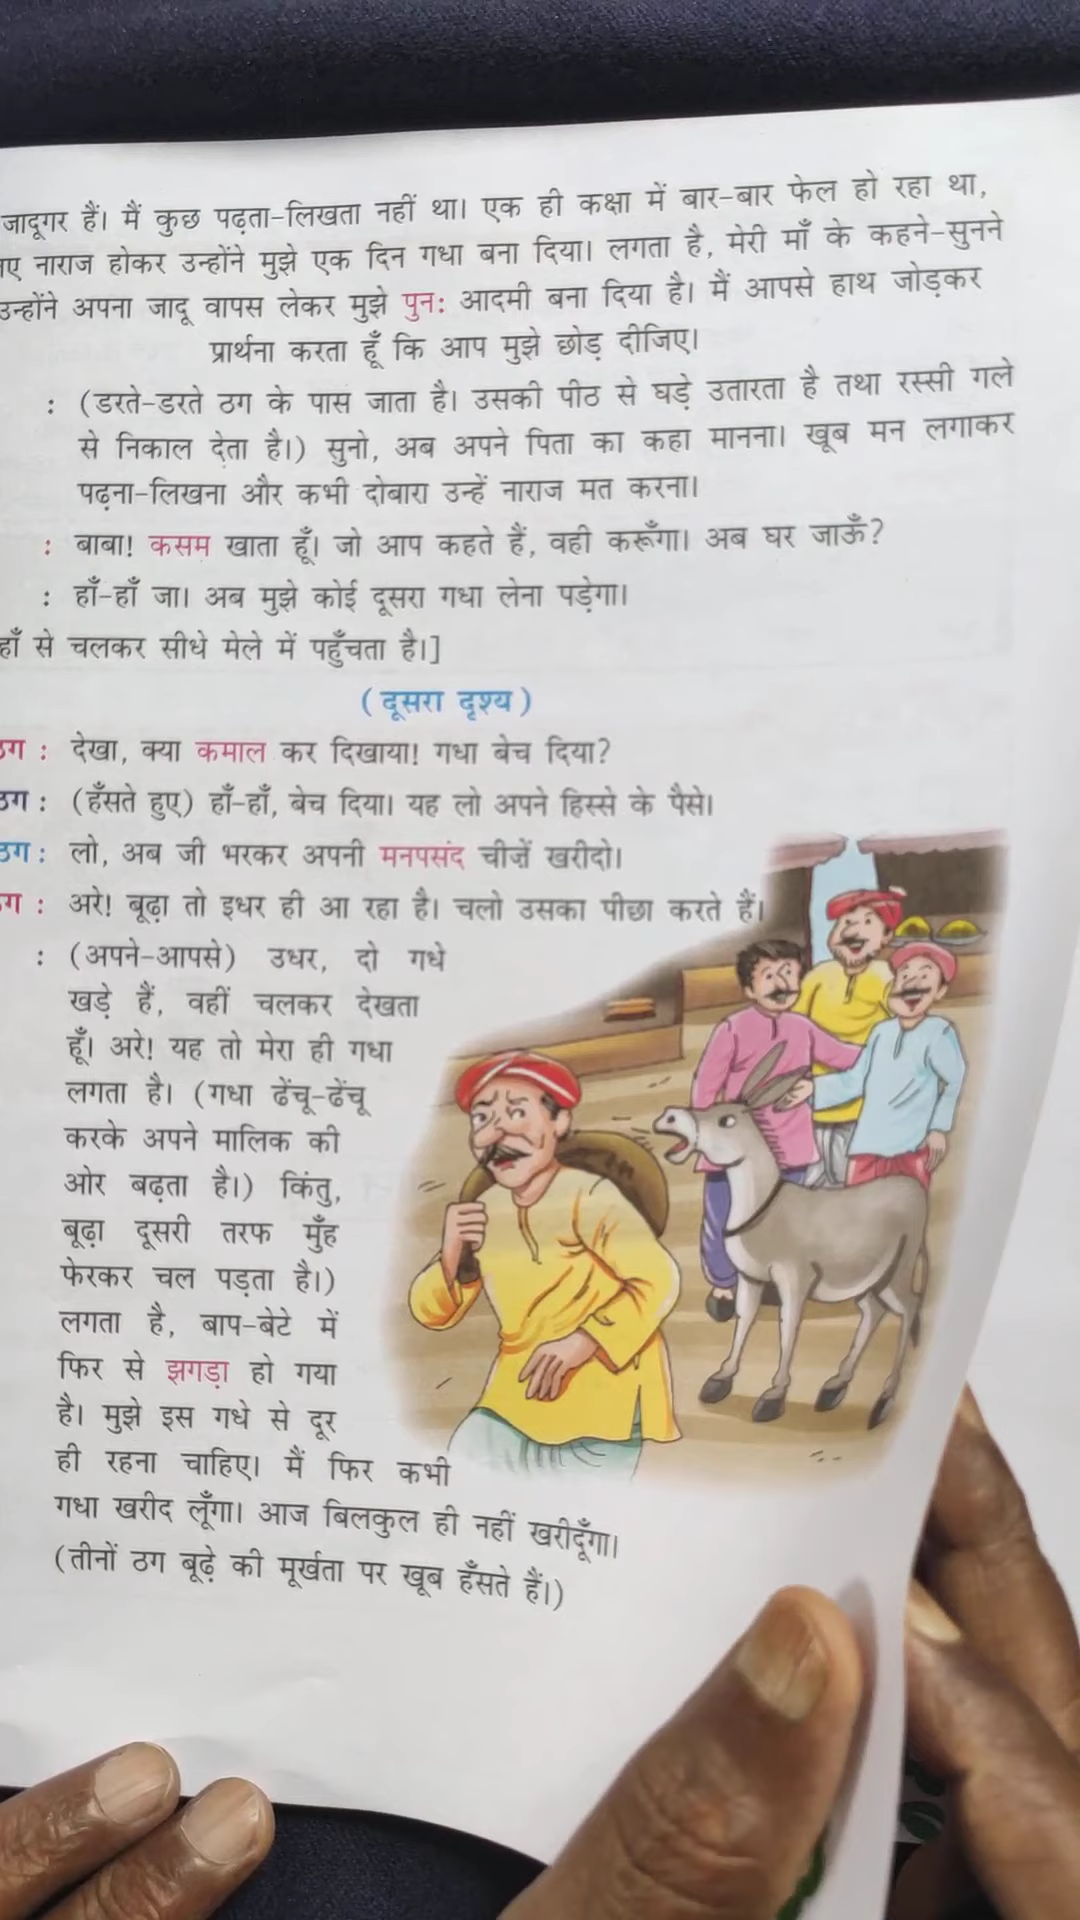 जादूगर हैं। मैं कुछ पढ़ता-लिखता नहीं था। एक ही कक्षा में बार-बार फेल हो रहा था,
नाराज होकर उन्होंने मुझे एक दिन गधा बना दिया। लगता है, मेरी माँ के कहने-सुनने
उन्होंने अपना जादू वापस लेकर मुझे पुनः आदमी बना दिया है। मैं आपसे हाथ जोड़कर
प्रार्थना करता हूँ कि आप मुझे छोड़ दीजिए।
: (डरते-डरते ठग के पास जाता है। उसकी पीठ से घड़े उतारता है तथा रस्सी गले
से निकाल देता है।) सुनो, अब अपने पिता का कहा मानना। खूब मन लगाकर
पढ़ना-लिखना और कभी दोबारा उन्हें नाराज मत करना।
: बाबा! कसम खाता हूँ। जो आप कहते हैं, वही करूँगा। अब घर जाऊँ?
: हाँ-हाँ जा। अब मुझे कोई दूसरा गधा लेना पड़ेगा।
से चलकर सीधे मेले में पहुँचता है।]
(दूसरा दृश्य)
ठग : देखा, क्या कमाल कर दिखाया! गधा बेच दिया?
ठग : (हँसते हुए) हाँ-हाँ, बेच दिया। यह लो अपने हिस्से के पैसे।
ठग : लो, अब जी भरकर अपनी मनपसंद चीज़ें खरीदो।
: अरे! बूढ़ा तो इधर ही आ रहा है। चलो उसका पीछा करते हैं।
: (अपने-आपसे) उधर, दो गधे
खड़े हैं, वहीं चलकर देखता
हूँ। अरे! यह तो मेरा ही गधा
लगता है। (गधा ढेंचू-ढेंचू
करके अपने मालिक की
ओर बढ़ता है।) किंतु,
बूढ़ा दूसरी तरफ मुँह
फेरकर चल पड़ता है।)
लगता है, बाप-बेटे में
फिर से झगड़ा हो गया
है। मुझे इस गधे से दूर
ही रहना चाहिए। मैं फिर कभी
गधा खरीद लूँगा। आज बिलकुल ही नहीं खरीदूँगा।
(तीनों ठग बूढ़े की मूर्खता पर खूब हँसते हैं।)